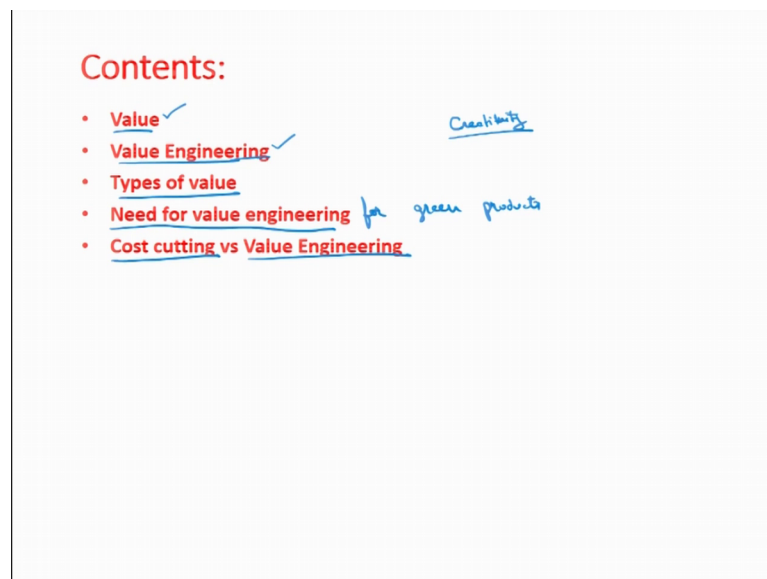 Contents:
• Value ✓
Creativity
• Value Engineering ✓
• Types of value
• Need for value engineering for green products
• Cost cutting vs Value Engineering